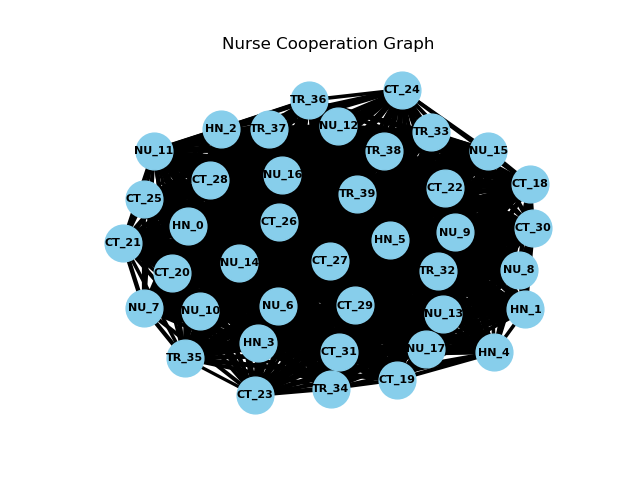 Nurse Cooperation Graph
CT_24
TR_36
NU_12
HN_2
TR_37
TR_33
NU_11
TR_38
NU_15
NU_16
CT_28
CT_18
CT_22
TR_39
CT_25
CT_26
HN_0
CT_30
NU_9
HN_5
CT_21
CT_27
NU_14
NU_8
TR_32
CT_20
CT_29
NU_6
NU_7
HN_1
NU_10
NU_13
HN_3
NU_17
CT_31
HN_4
TR_35
CT_19
TR_34
CT_23